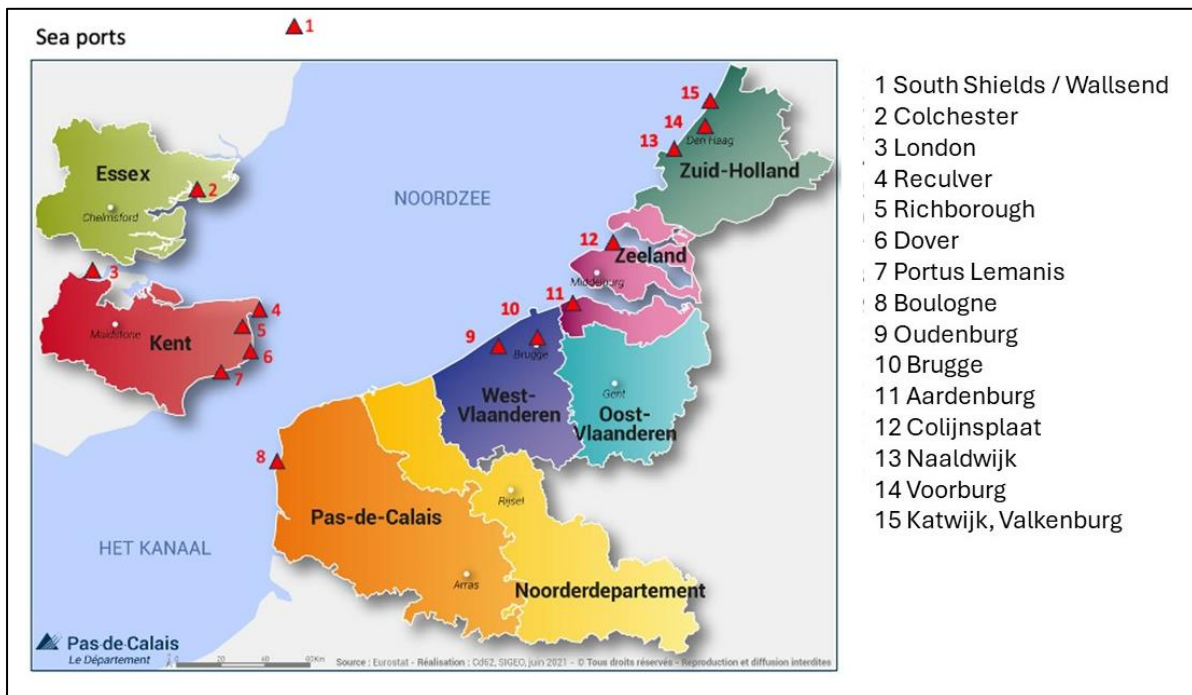 Sea ports
1
15
14
13
Den Haag
Zuid-Holland
Essex
2
Chelmsford
NOORDZEE
12
Zeeland
Middelburg
3
11
10
4
Maidstone
Kent
5
9
Brugge
6
7
West-
Vlaanderen
Gent
Oost-
Vlaanderen
8
Rijsel
Pas-de-Calais
HET KANAAL
Arras
Noorderdepartement
Pas-de-Calais
Le Département
0 20 40 60 Km
Source : Eurostat - Réalisation : Cd62, SIGEO, juin 2021 - © Tous droits réservés - Reproduction et diffusion interdites
1 South Shields / Wallsend
2 Colchester
3 London
4 Reculver
5 Richborough
6 Dover
7 Portus Lemanis
8 Boulogne
9 Oudenburg
10 Brugge
11 Aardenburg
12 Colijnsplaat
13 Naaldwijk
14 Voorburg
15 Katwijk, Valkenburg